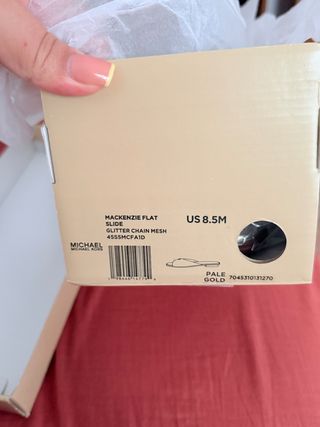 MACKENZIE FLAT
SLIDE
GLITTER CHAIN MESH
45S5MCFA1D
US 8.5M
MICHAEL
MICHAEL KORS
PALE
GOLD
7045310131270